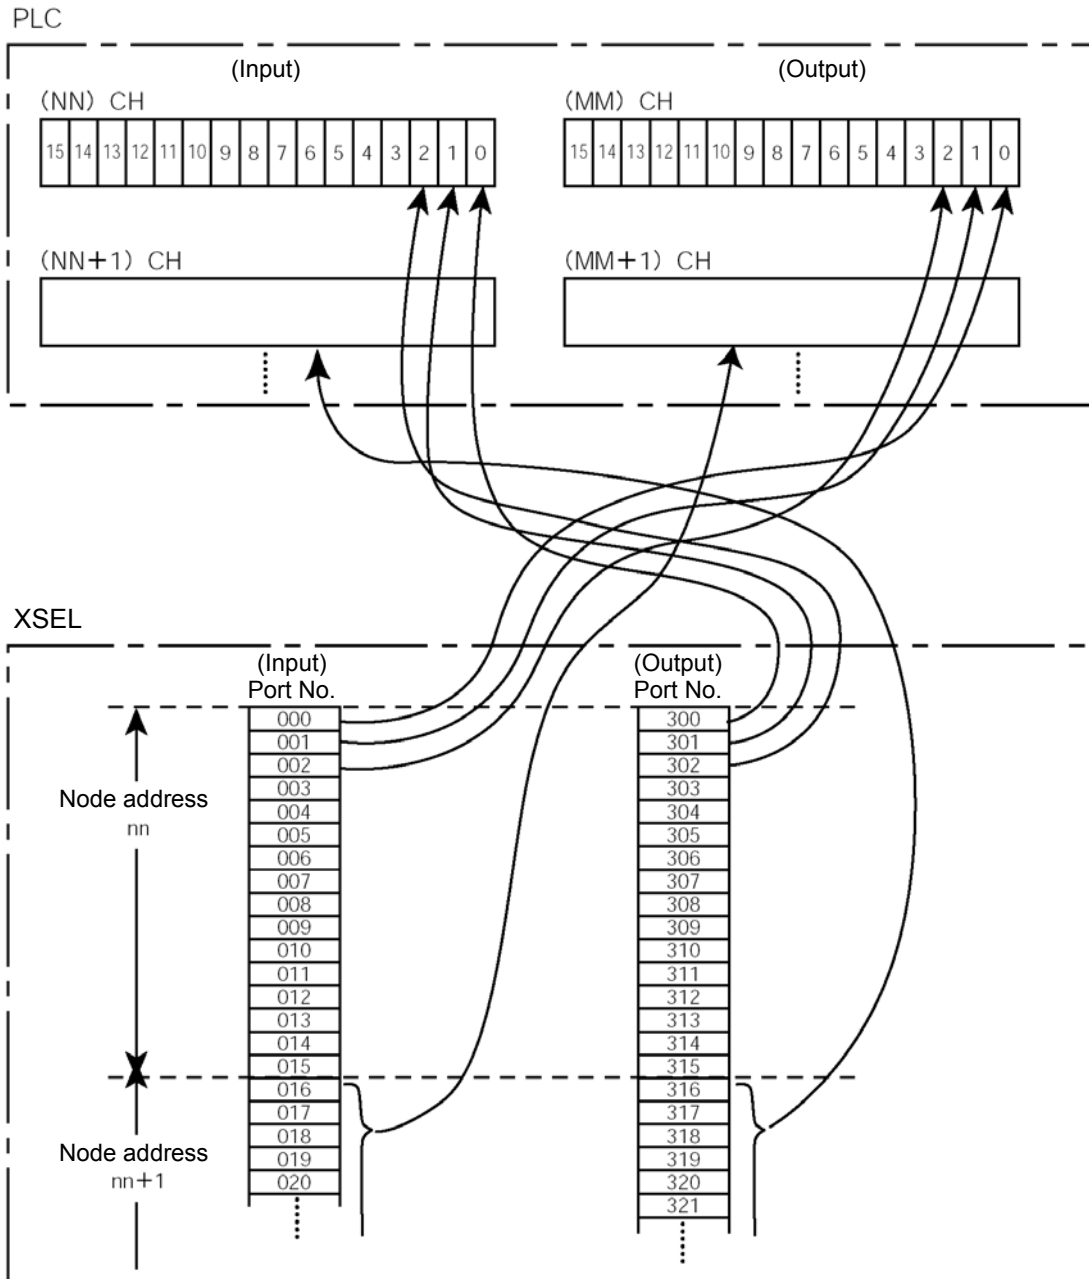 PLC
(Input) (Output)
(NN) CH (MM) CH
15 14 13 12 11 10 9 8 7 6 5 4 3 2 1 0 15 14 13 12 11 10 9 8 7 6 5 4 3 2 1 0
(NN+1) CH (MM+1) CH
XSEL
(Input) (Output)
Port No. Port No.
000 300
001 301
002 302
003 303
Node address 004 304
nn 005 305
006 306
007 307
008 308
009 309
010 310
011 311
012 312
013 313
014 314
015 315
016 316
017 317
Node address 018 318
nn+1 019 319
020 320
321